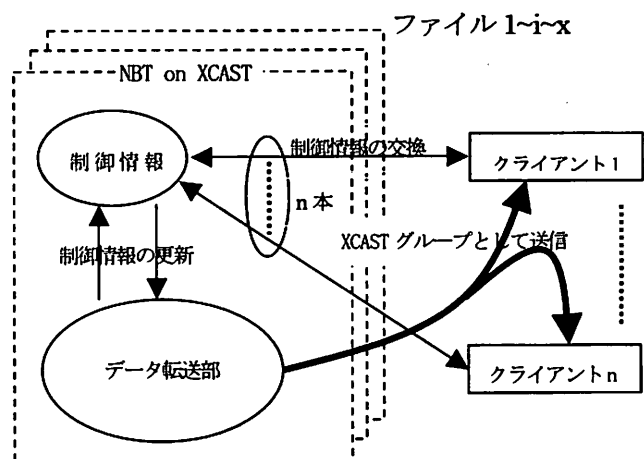 ファイル 1~i~x
NBT on XCAST
制御情報
制御情報の交換
クライアント1
n 本
制御情報の更新
XCAST グループとして送信
データ転送部
クライアントn